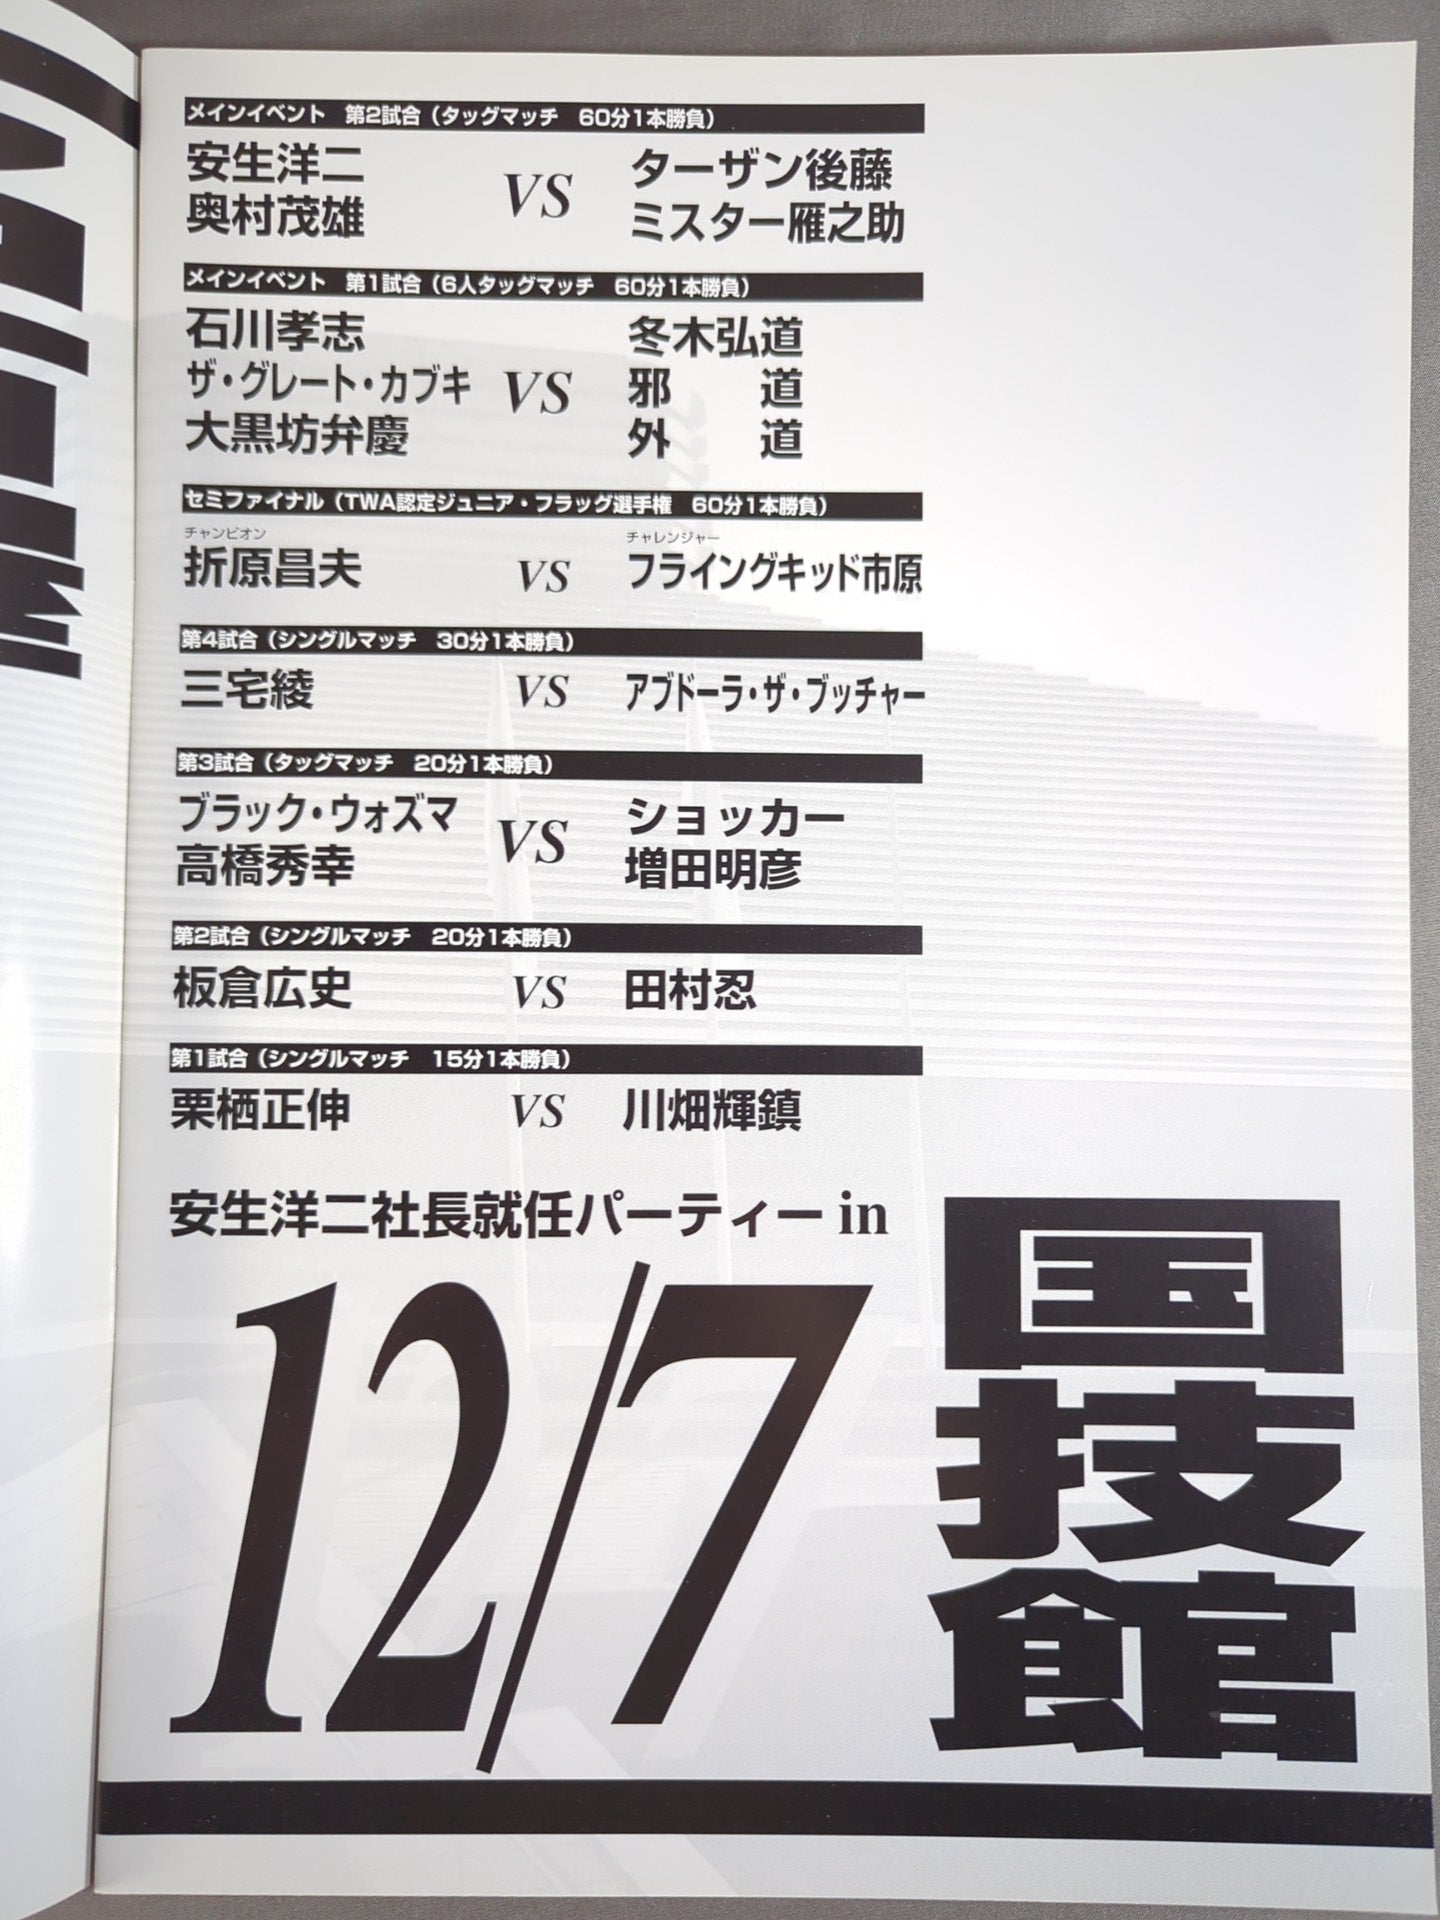 メインイベント 第2試合（タッグマッチ 60分1本勝負）
安生洋二
奥村茂雄
VS
ターザン後藤
ミスター雁之助
メインイベント 第1試合（6人タッグマッチ 60分1本勝負）
石川孝志
ザ・グレート・カブキ
大黒坊弁慶
VS
冬木弘道
邪道
外道
セミファイナル（TWA認定ジュニア・フラッグ選手権 60分1本勝負）
チャンピオン
折原昌夫
VS
チャレンジャー
フライングキッド市原
第4試合（シングルマッチ 30分1本勝負）
三宅綾
VS
アブドーラ・ザ・ブッチャー
第3試合（タッグマッチ 20分1本勝負）
ブラック・ウォズマ
高橋秀幸
VS
ショッカー
増田明彦
第2試合（シングルマッチ 20分1本勝負）
板倉広史
VS
田村忍
第1試合（シングルマッチ 15分1本勝負）
栗栖正伸
VS
川畑輝鎮
安生洋二社長就任パーティー in
12/7
国技館